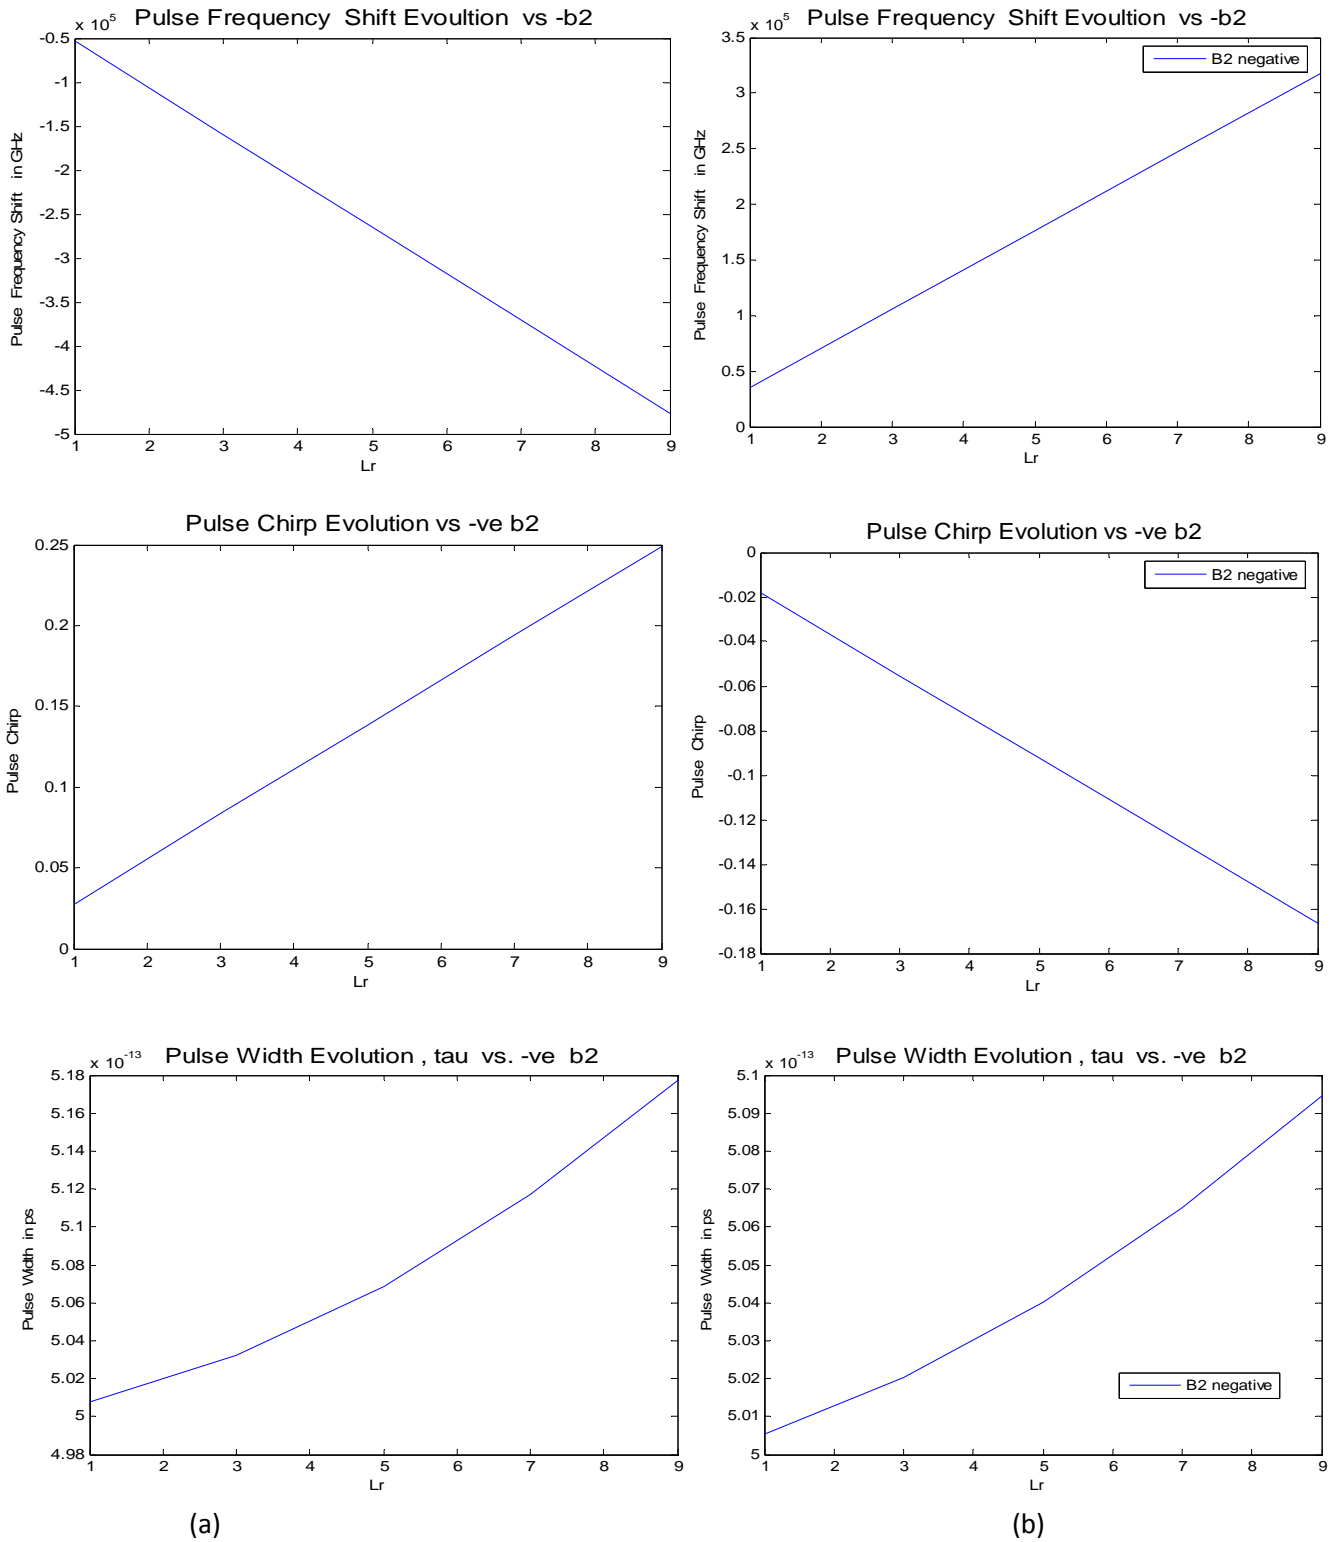 x 10^5 Pulse Frequency Shift Evoultion vs -b2
-0.5
-1
-1.5
-2
-2.5
-3
-3.5
-4
-4.5
-5
Pulse Frequency Shift in GHz
1 2 3 4 5 6 7 8 9
Lr
x 10^5 Pulse Frequency Shift Evoultion vs -b2
3.5
3
2.5
2
1.5
1
0.5
0
Pulse Frequency Shift in GHz
B2 negative
1 2 3 4 5 6 7 8 9
Lr
Pulse Chirp Evolution vs -ve b2
0.25
0.2
0.15
0.1
0.05
0
Pulse Chirp
1 2 3 4 5 6 7 8 9
Lr
Pulse Chirp Evolution vs -ve b2
0
-0.02
-0.04
-0.06
-0.08
-0.1
-0.12
-0.14
-0.16
-0.18
Pulse Chirp
B2 negative
1 2 3 4 5 6 7 8 9
Lr
x 10^-13 Pulse Width Evolution , tau vs. -ve b2
5.18
5.16
5.14
5.12
5.1
5.08
5.06
5.04
5.02
5
4.98
Pulse Width in ps
1 2 3 4 5 6 7 8 9
Lr
x 10^-13 Pulse Width Evolution , tau vs. -ve b2
5.1
5.09
5.08
5.07
5.06
5.05
5.04
5.03
5.02
5.01
5
Pulse Width in ps
B2 negative
1 2 3 4 5 6 7 8 9
Lr
(a) (b)